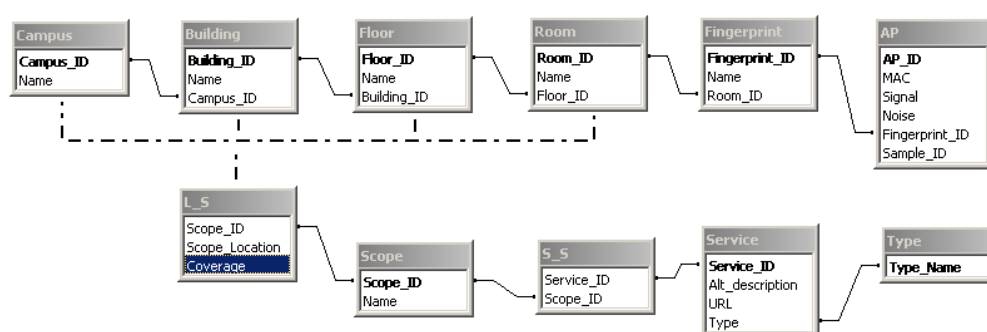 Campus
Campus_ID
Name
Building
Building_ID
Name
Campus_ID
Floor
Floor_ID
Name
Building_ID
Room
Room_ID
Name
Floor_ID
Fingerprint
Fingerprint_ID
Name
Room_ID
AP
AP_ID
MAC
Signal
Noise
Fingerprint_ID
Sample_ID
L_S
Scope_ID
Scope_Location
Coverage
Scope
Scope_ID
Name
S_S
Service_ID
Scope_ID
Service
Service_ID
Alt_description
URL
Type
Type
Type_Name